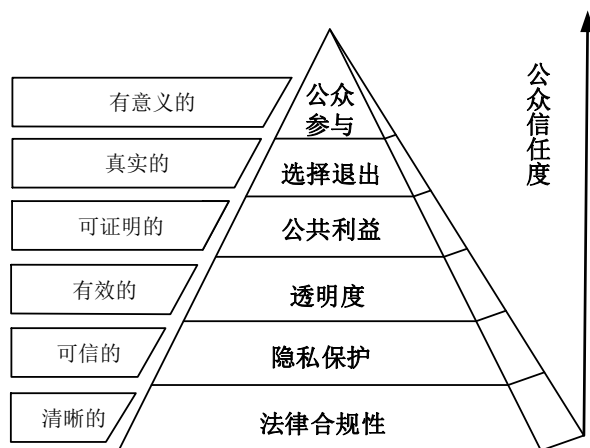 有意义的
公众
参与
真实的
选择退出
可证明的
公共利益
有效的
透明度
可信的
隐私保护
清晰的
法律合规性
公众信任度